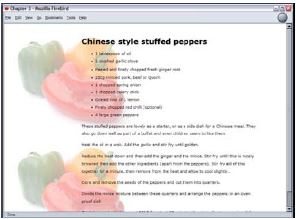 Chapter 3 - Mozilla Firebird
File Edit View Go Bookmarks Tools Help
Chinese style stuffed peppers
1 of oil
1 crushed garlic clove
Peeled and finely chopped fresh ginger root
250g minced pork, beef or Quorn
1 chopped spring onion
1 chopped celery stick
Grated rind of 1 lemon
Finely chopped red chilli (optional)
4 large green peppers
These stuffed peppers are lovely as a starter, or as a side dish for a Chinese meal. They
also go down well as part of a buffet and even children seem to like them.
Heat the oil in a wok. Add the garlic and stir fry until golden.
Reduce the heat down and then add the ginger and the mince. Stir fry until this is nicely
browned then add the other ingredients (apart from the peppers). Stir fry all of this
together for a minute, then remove from the heat and allow to cool slightly.
Core and remove the seeds of the peppers and cut them into quarters.
Divide the mince mixture between these quarters and arrange the peppers in an oven
proof dish
Done